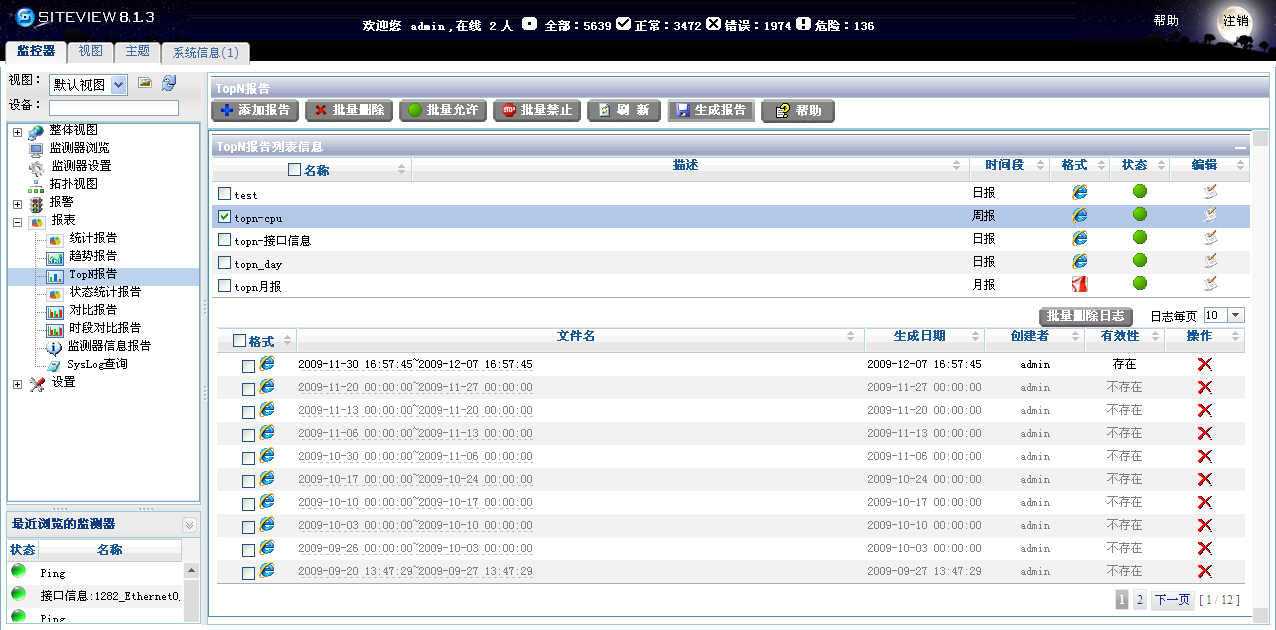 SITEVIEW 8.1.3
欢迎您 admin,在线 2 人 全部:5639 正常:3472 错误:1974 危险:136
帮助 注销
监控器 视图 主题 系统信息(1)
视图: 默认视图
设备:
整体视图
监测器浏览
监测器设置
拓扑视图
报警
报表
统计报告
趋势报告
TopN报告
状态统计报告
对比报告
时段对比报告
监测器信息报告
SysLog查询
设置
最近浏览的监测器
状态 名称
Ping
接口信息:1282_Ethernet0,
Ping
TopN报告
添加报告 批量删除 批量允许 STOP 批量禁止 刷 新 生成报告 帮助
TopN报告列表信息
名称 描述 时间段 格式 状态 编辑
test 日报
topn-cpu 周报
topn-接口信息 日报
topn_day 日报
topn月报 月报
批量删除日志 日志每页 10
格式 文件名 生成日期 创建者 有效性 操作
2009-11-30 16:57:45~2009-12-07 16:57:45 2009-12-07 16:57:45 admin 存在
2009-11-20 00:00:00~2009-11-27 00:00:00 2009-11-27 00:00:00 admin 不存在
2009-11-13 00:00:00~2009-11-20 00:00:00 2009-11-20 00:00:00 admin 不存在
2009-11-06 00:00:00~2009-11-13 00:00:00 2009-11-13 00:00:00 admin 不存在
2009-10-30 00:00:00~2009-11-06 00:00:00 2009-11-06 00:00:00 admin 不存在
2009-10-17 00:00:00~2009-10-24 00:00:00 2009-10-24 00:00:00 admin 不存在
2009-10-10 00:00:00~2009-10-17 00:00:00 2009-10-17 00:00:00 admin 不存在
2009-10-03 00:00:00~2009-10-10 00:00:00 2009-10-10 00:00:00 admin 不存在
2009-09-26 00:00:00~2009-10-03 00:00:00 2009-10-03 00:00:00 admin 不存在
2009-09-20 13:47:29~2009-09-27 13:47:29 2009-09-27 13:47:29 admin 不存在
1 2 下一页 [ 1 / 12 ]